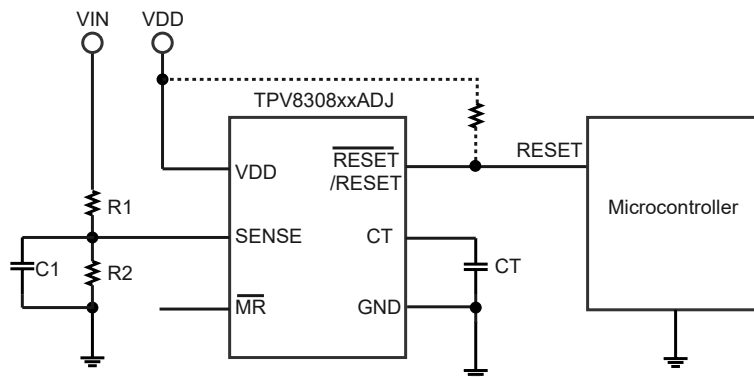 VIN
VDD
TPV8308xxADJ
VDD
RESET
/RESET
RESET
R1
SENSE
CT
Microcontroller
C1
R2
CT
MR
GND